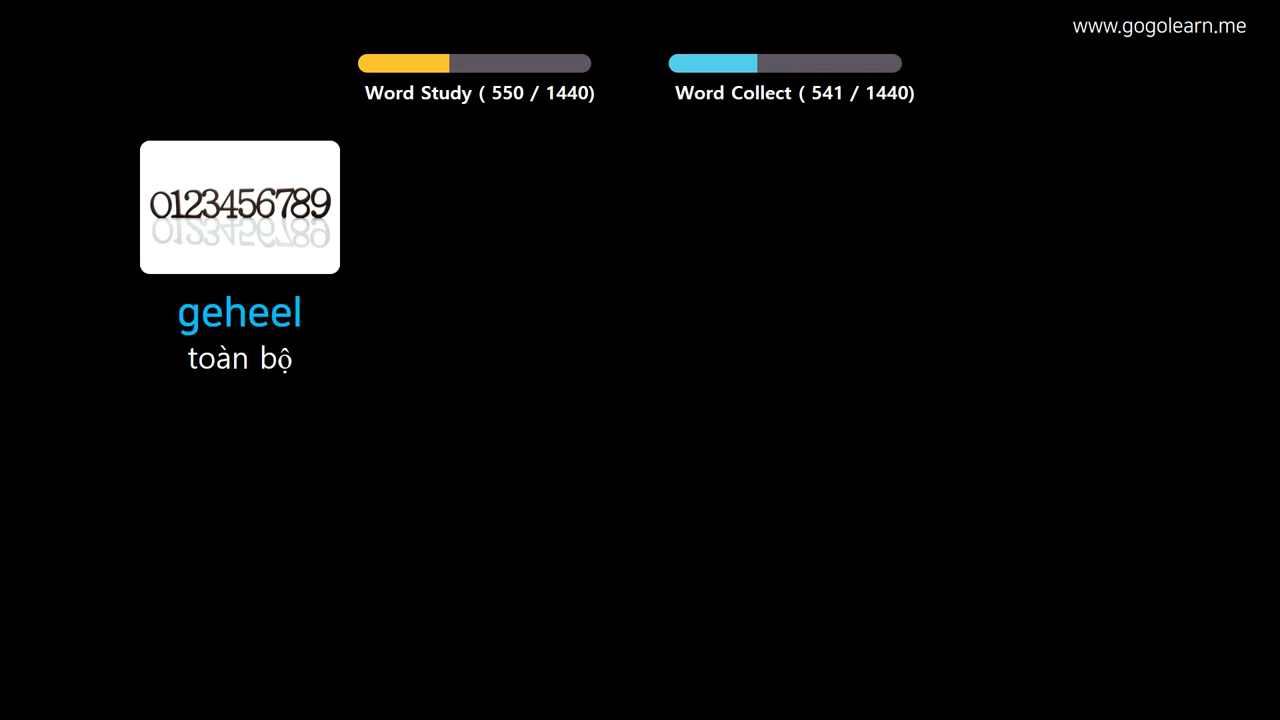 www.gogolearn.me
Word Study ( 550 / 1440)
Word Collect ( 541 / 1440)
0123456789
geheel
toàn bộ